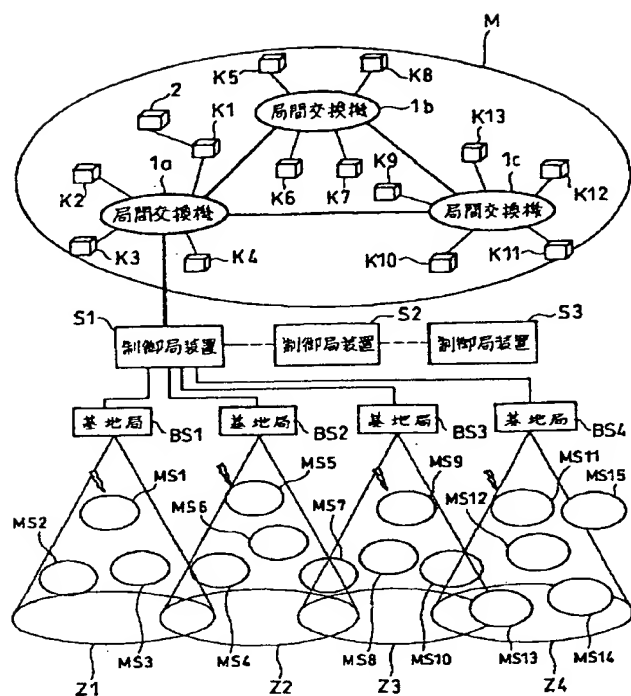 M
K5
K8
2
K1
局間交換機
1b
K13
1a
K9
1c
K2
K6
K7
K12
局間交換機
局間交換機
K3
K4
K10
K11
S1
S2
S3
制御局装置
制御局装置
制御局装置
基地局
基地局
基地局
基地局
BS1
BS2
BS3
BS4
MS1
MS5
MS9
MS11
MS15
MS2
MS6
MS7
MS12
MS3
MS4
MS8
MS10
MS13
MS14
Z1
Z2
Z3
Z4